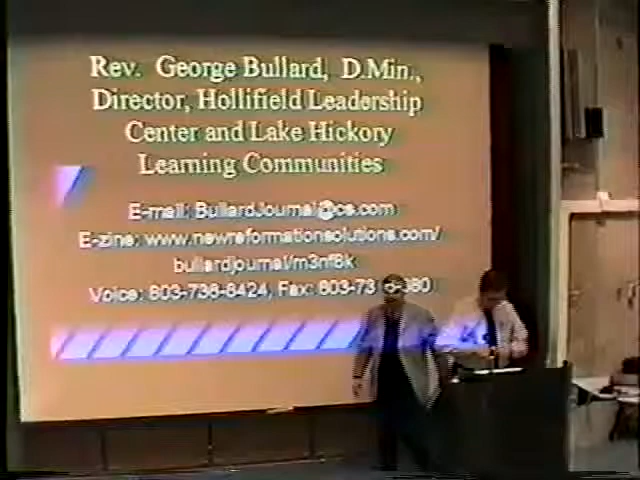 Rev. George Bullard, D.Min.,
Director, Hollifield Leadership
Center and Lake Hickory
Learning Communities
E-mail: BullardJournal@cs.com
E-zine: www.newreformationsolutions.com/
bullardjournal/m3nf8k
Voice: 803-738-8424, Fax: